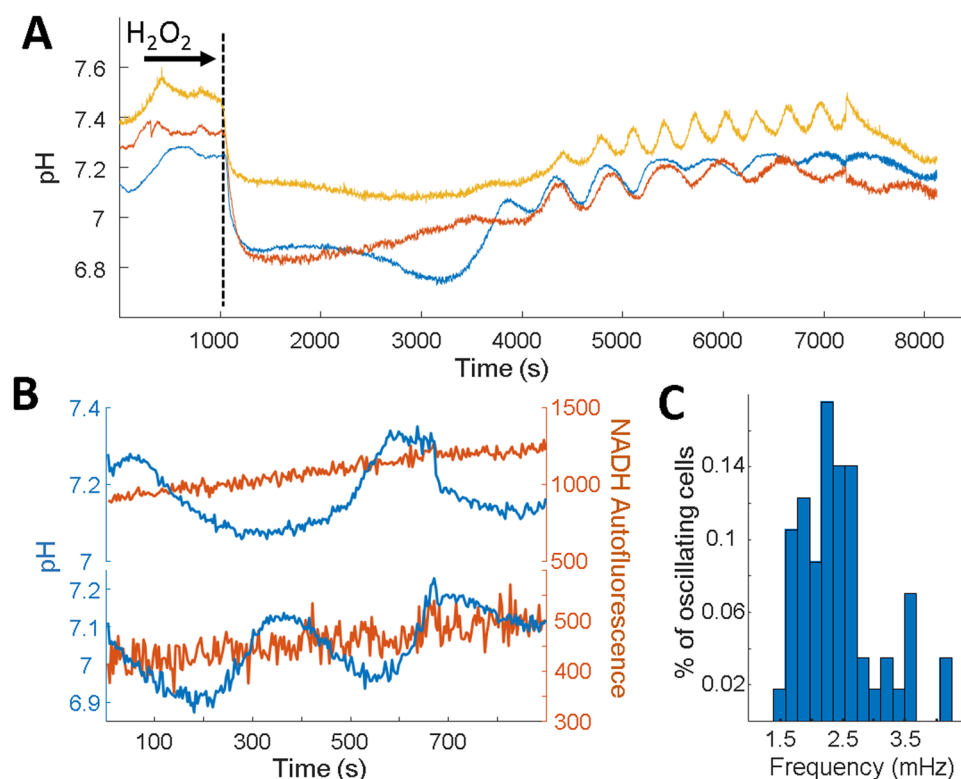 A
H₂O₂
7.6
7.4
7.2
7
6.8
pH
1000 2000 3000 4000 5000 6000 7000 8000
Time (s)
B
7.4
7.2
7
7.2
7.1
7
6.9
pH
1500
1000
500
500
400
300
NADH Autofluorescence
100 300 500 700
Time (s)
C
0.14
0.1
0.06
0.02
% of oscillating cells
1.5 2.5 3.5
Frequency (mHz)